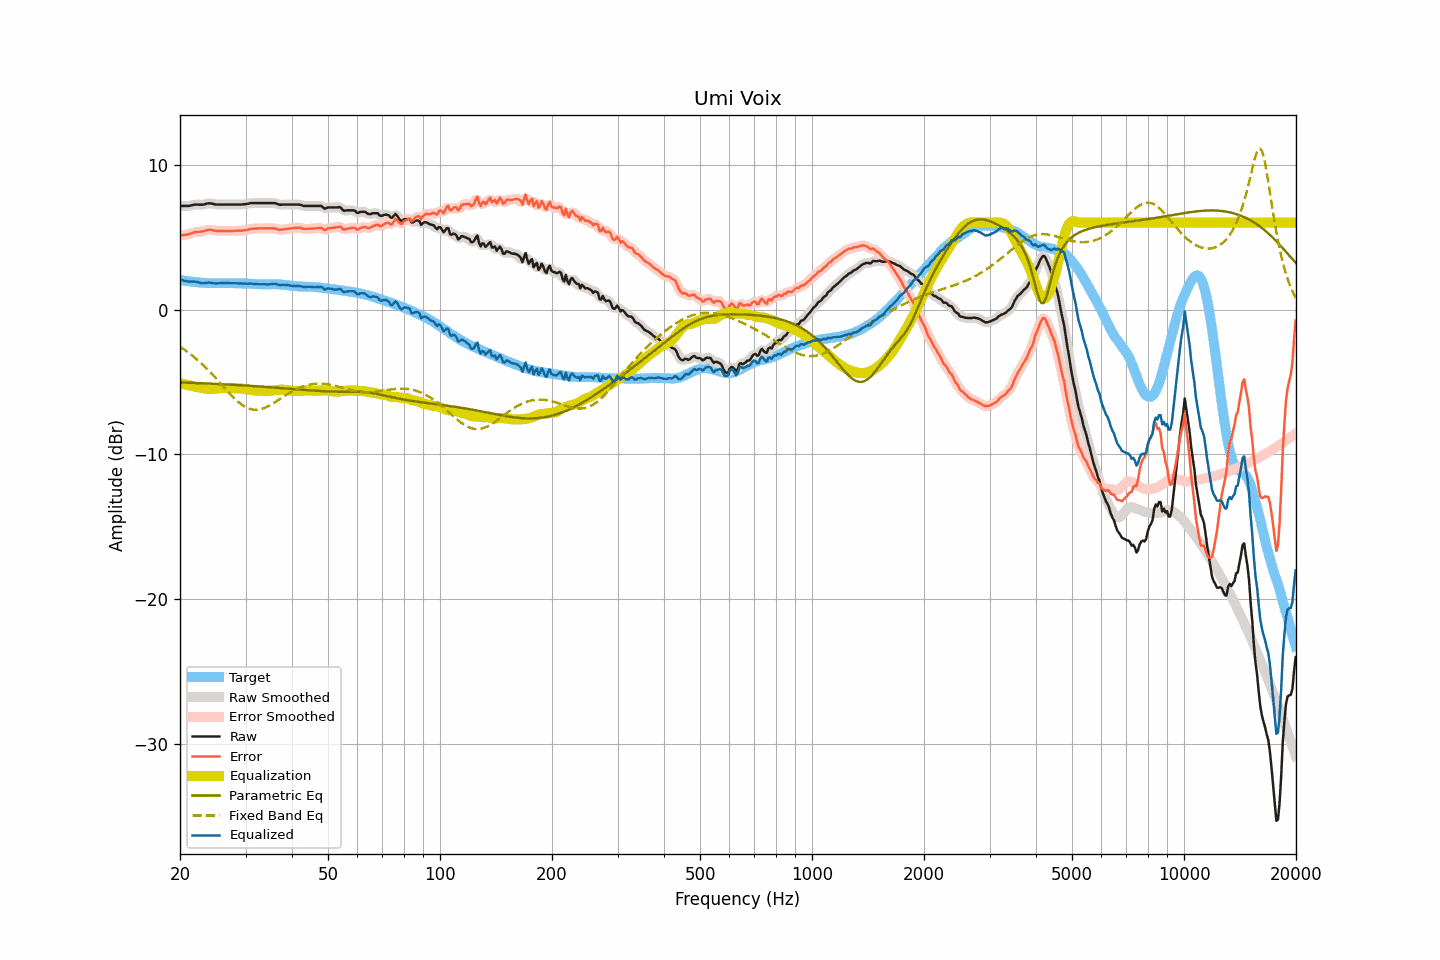 Umi Voix
Amplitude (dBr)
10
0
−10
−20
−30
Target
Raw Smoothed
Error Smoothed
Raw
Error
Equalization
Parametric Eq
Fixed Band Eq
Equalized
20 50 100 200 500 1000 2000 5000 10000 20000
Frequency (Hz)